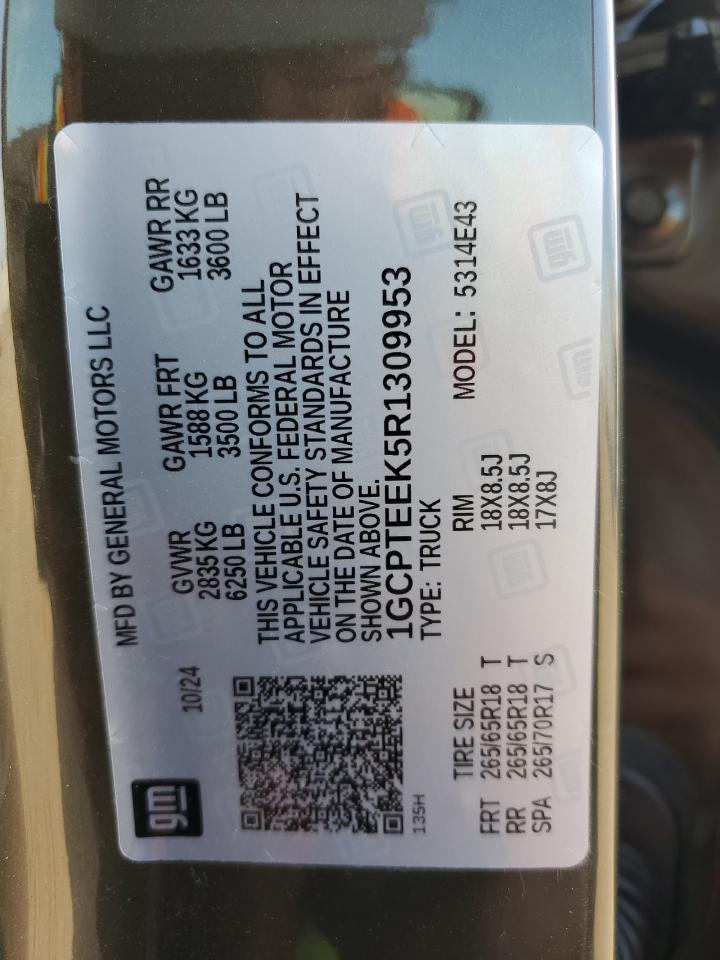 gm
MFD BY GENERAL MOTORS LLC
10/24
GVWR GAWR FRT GAWR RR
2835 KG 1588 KG 1633 KG
6250 LB 3500 LB 3600 LB
THIS VEHICLE CONFORMS TO ALL
APPLICABLE U.S. FEDERAL MOTOR
VEHICLE SAFETY STANDARDS IN EFFECT
ON THE DATE OF MANUFACTURE
SHOWN ABOVE.
1GCPTEEK5R1309953
135H
TYPE: TRUCK MODEL: 5314E43
TIRE SIZE RIM
FRT 265/65R18 T 18X8.5J
RR 265/65R18 T 18X8.5J
SPA 265/70R17 S 17X8J